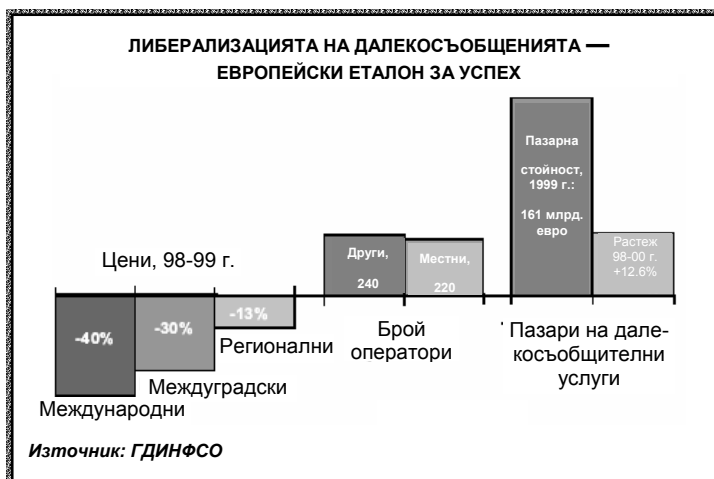 ЛИБЕРАЛИЗАЦИЯТА НА ДАЛЕКОСЪОБЩЕНИЯТА —
ЕВРОПЕЙСКИ ЕТАЛОН ЗА УСПЕХ
Цени, 98-99 г.
-40%
-30%
-13%
Международни
Междуградски
Регионални
Други,
240
Местни,
220
Брой
оператори
Пазарна
стойност,
1999 г.:
161 млрд.
евро
Растеж
98-00 г.
+12.6%
Пазари на дале-
косъобщителни
услуги
Източник: ГДИНФСО